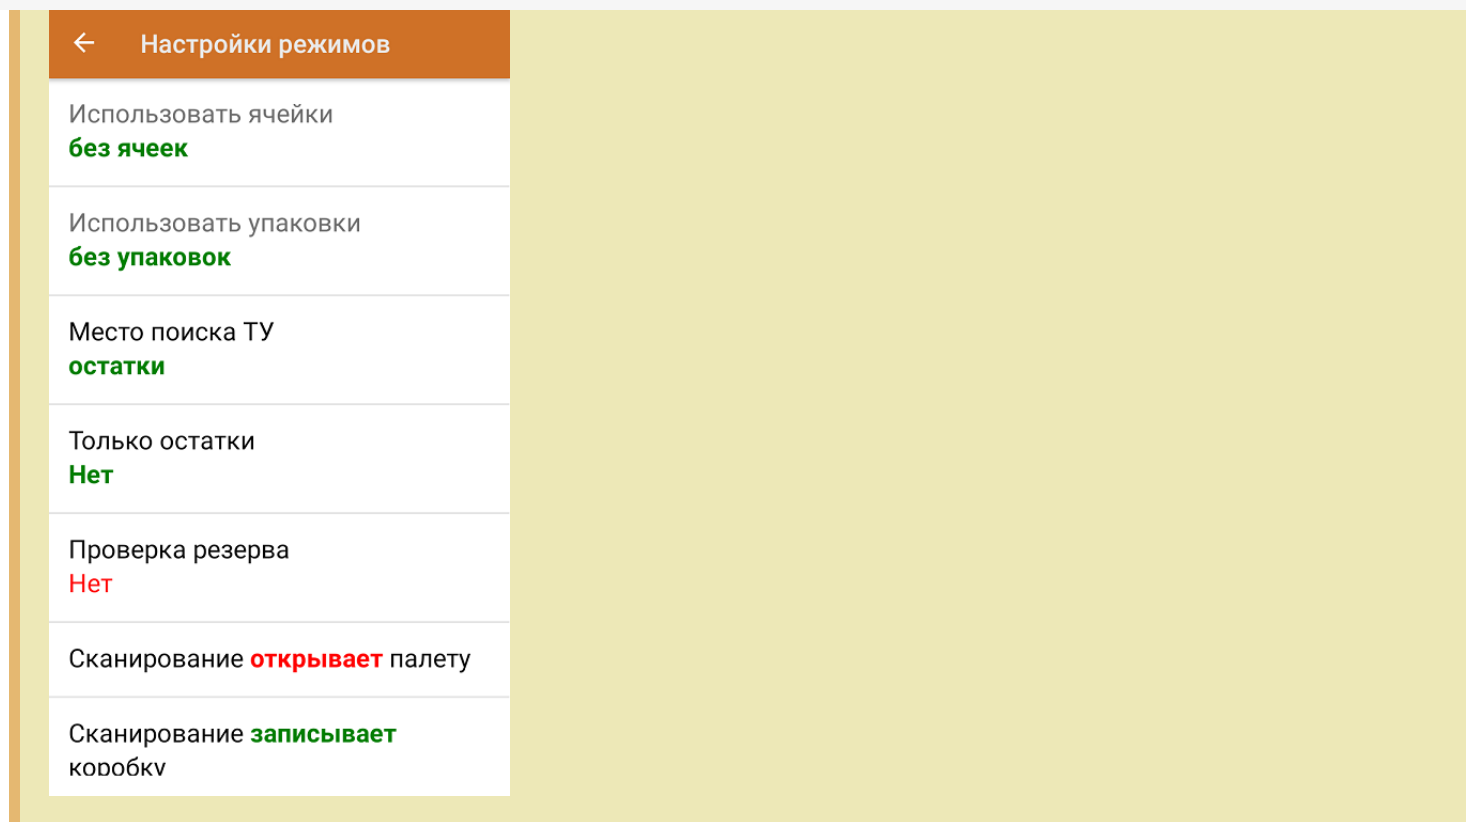 Настройки режимов
Использовать ячейки
без ячеек
Использовать упаковки
без упаковок
Место поиска ТУ
остатки
Только остатки
Нет
Проверка резерва
Нет
Сканирование открывает палету
Сканирование записывает
коробку